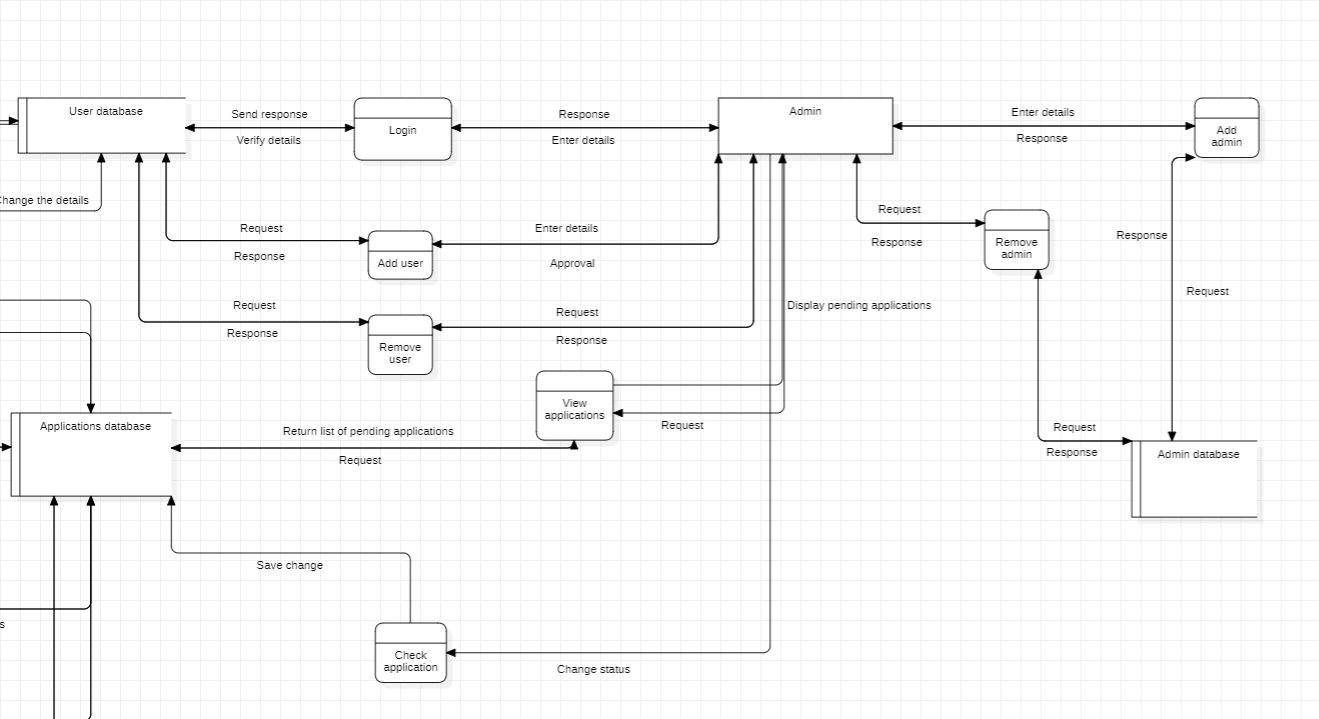 User database
Send response
Verify details
Login
Response
Enter details
Admin
Enter details
Response
Add
admin
Change the details
Request
Response
Add user
Enter details
Approval
Request
Response
Remove
admin
Response
Request
Request
Response
Remove
user
Request
Response
Display pending applications
View
applications
Request
Applications database
Return list of pending applications
Request
Request
Response
Admin database
Save change
s
Check
application
Change status